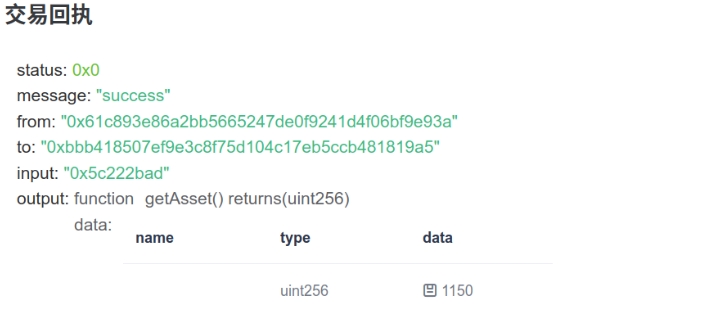 交易回执
status: 0x0
message: "success"
from: "0x61c893e86a2bb5665247de0f9241d4f06bf9e93a"
to: "0xbbb418507ef9e3c8f75d104c17eb5ccb481819a5"
input: "0x5c222bad"
output: function getAsset() returns(uint256)
data:
name type data
uint256 1150